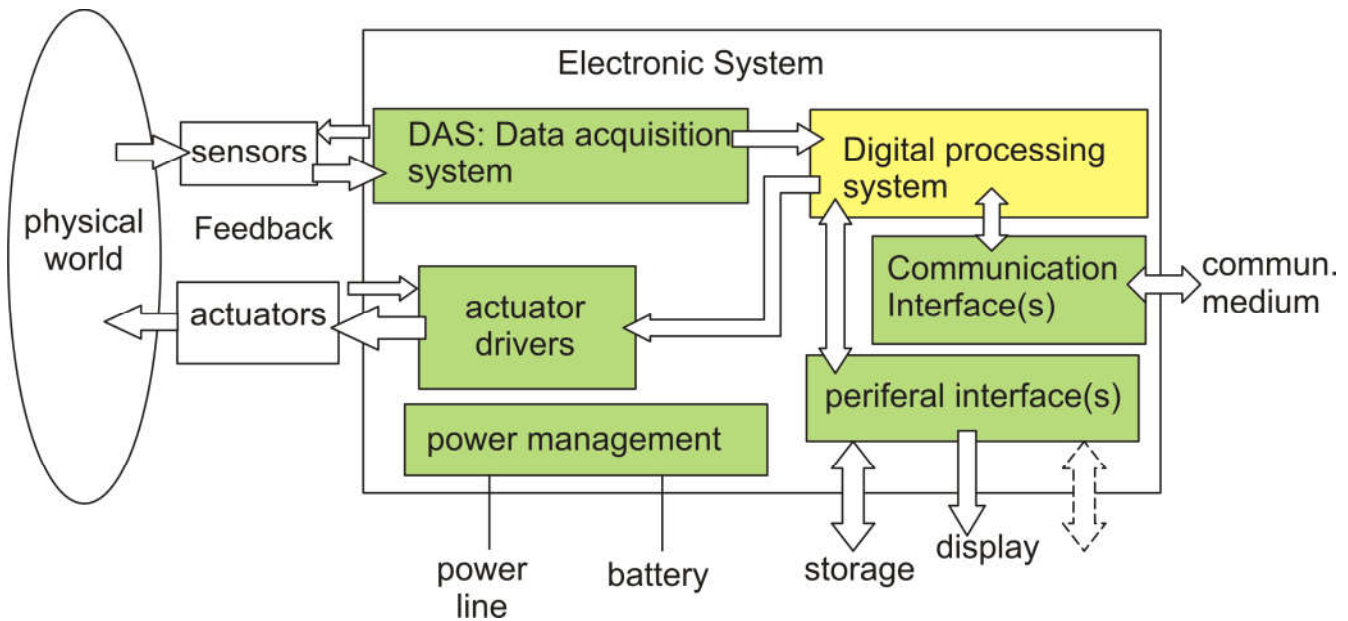 Electronic System
DAS: Data acquisition
system
Digital processing
system
sensors
physical
world
Feedback
Communication
Interface(s)
commun.
medium
actuators
actuator
drivers
periferal interface(s)
power management
power
line
battery
storage
display